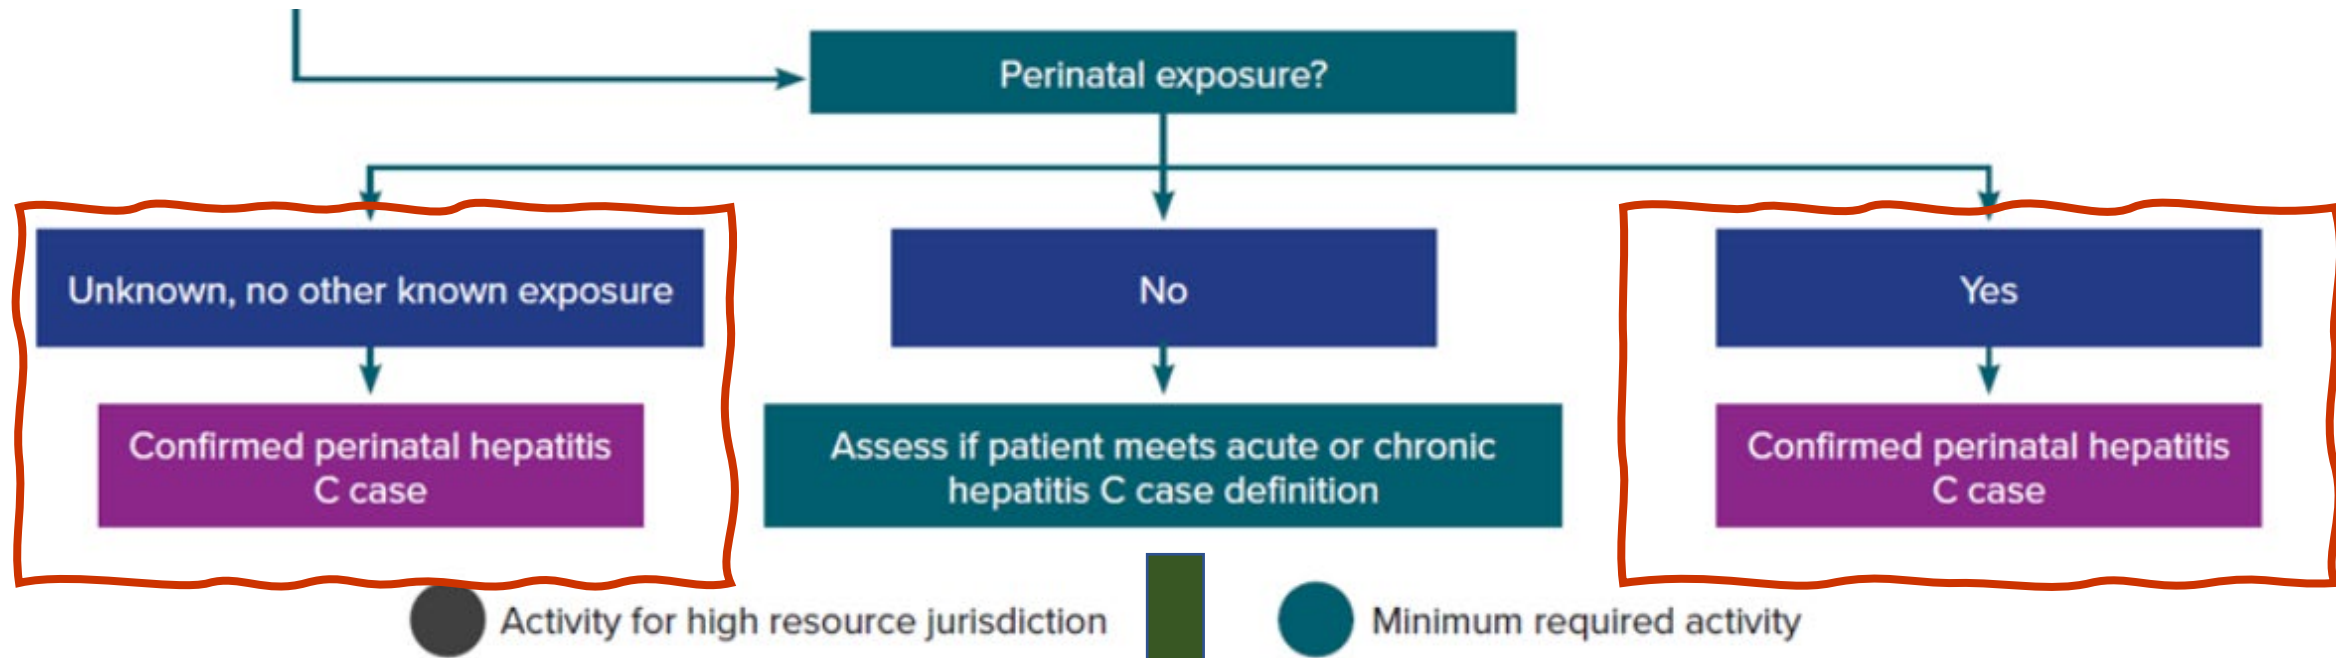 Perinatal exposure?
Unknown, no other known exposure
No
Yes
Confirmed perinatal hepatitis
C case
Assess if patient meets acute or chronic
hepatitis C case definition
Confirmed perinatal hepatitis
C case
Activity for high resource jurisdiction
Minimum required activity